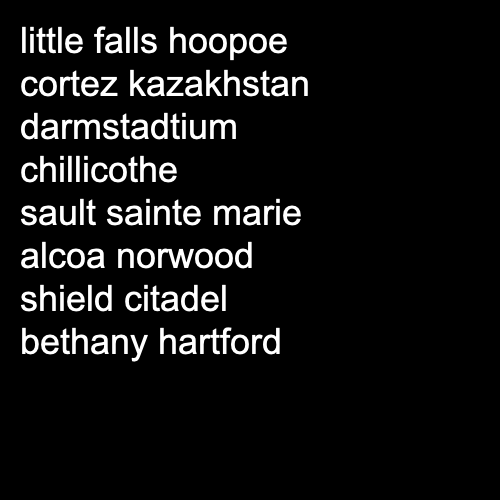 little falls hoopoe
cortez kazakhstan
darmstadtium
chillicothe
sault sainte marie
alcoa norwood
shield citadel
bethany hartford